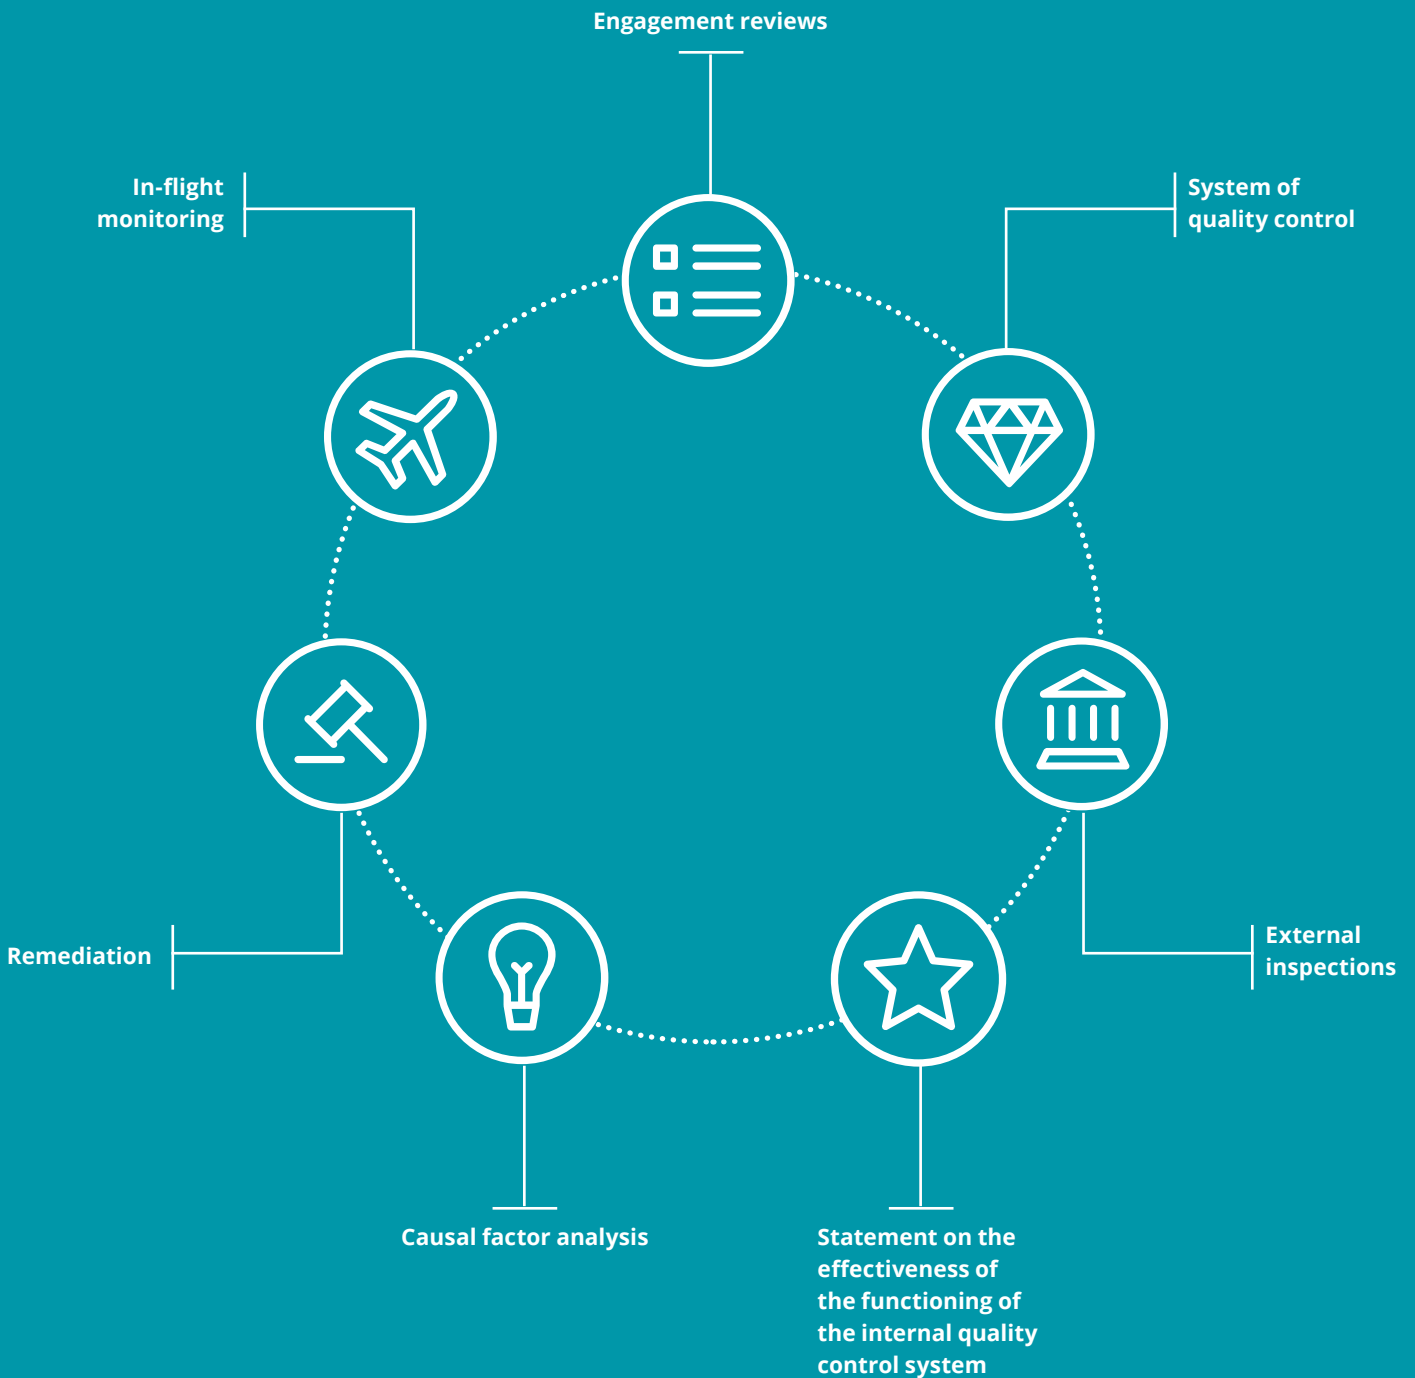 Engagement reviews
In-flight
monitoring
System of
quality control
Remediation
External
inspections
Causal factor analysis
Statement on the
effectiveness of
the functioning of
the internal quality
control system